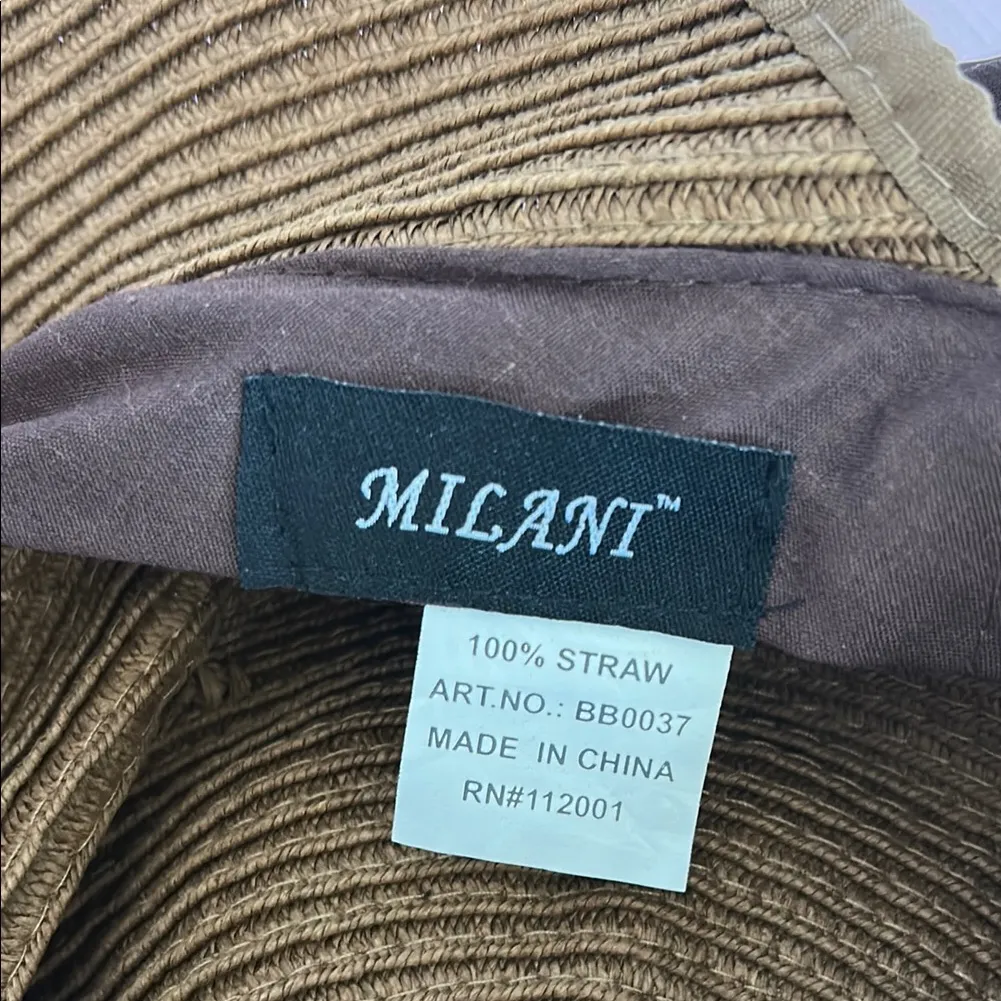 MILANI™
100% STRAW
ART.NO.: BB0037
MADE IN CHINA
RN#112001